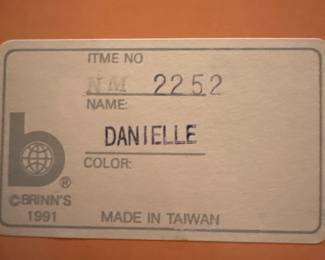 ITME NO
NM 2252
NAME:
DANIELLE
COLOR:
b
®
©BRINN'S
1991
MADE IN TAIWAN